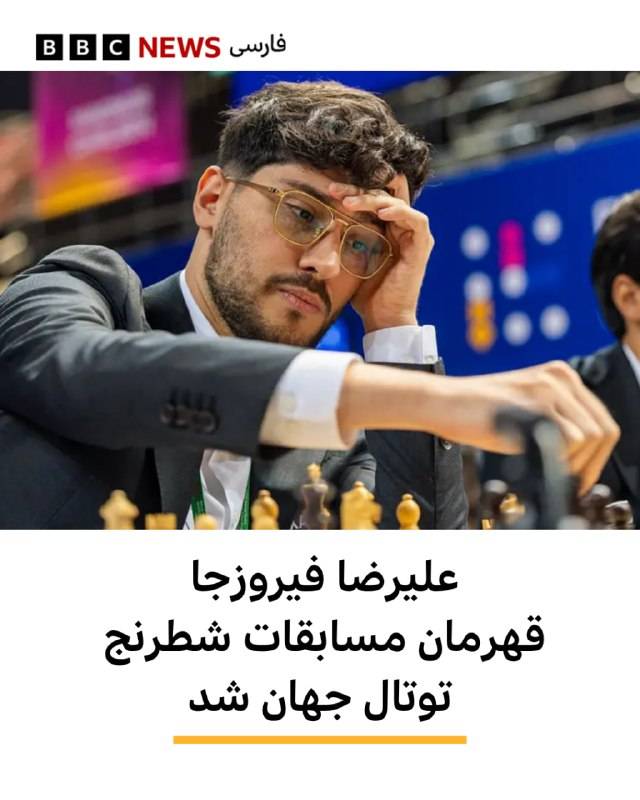 BBC NEWS فارسی
علیرضا فیروزجا
قهرمان مسابقات شطرنج
توتال جهان شد